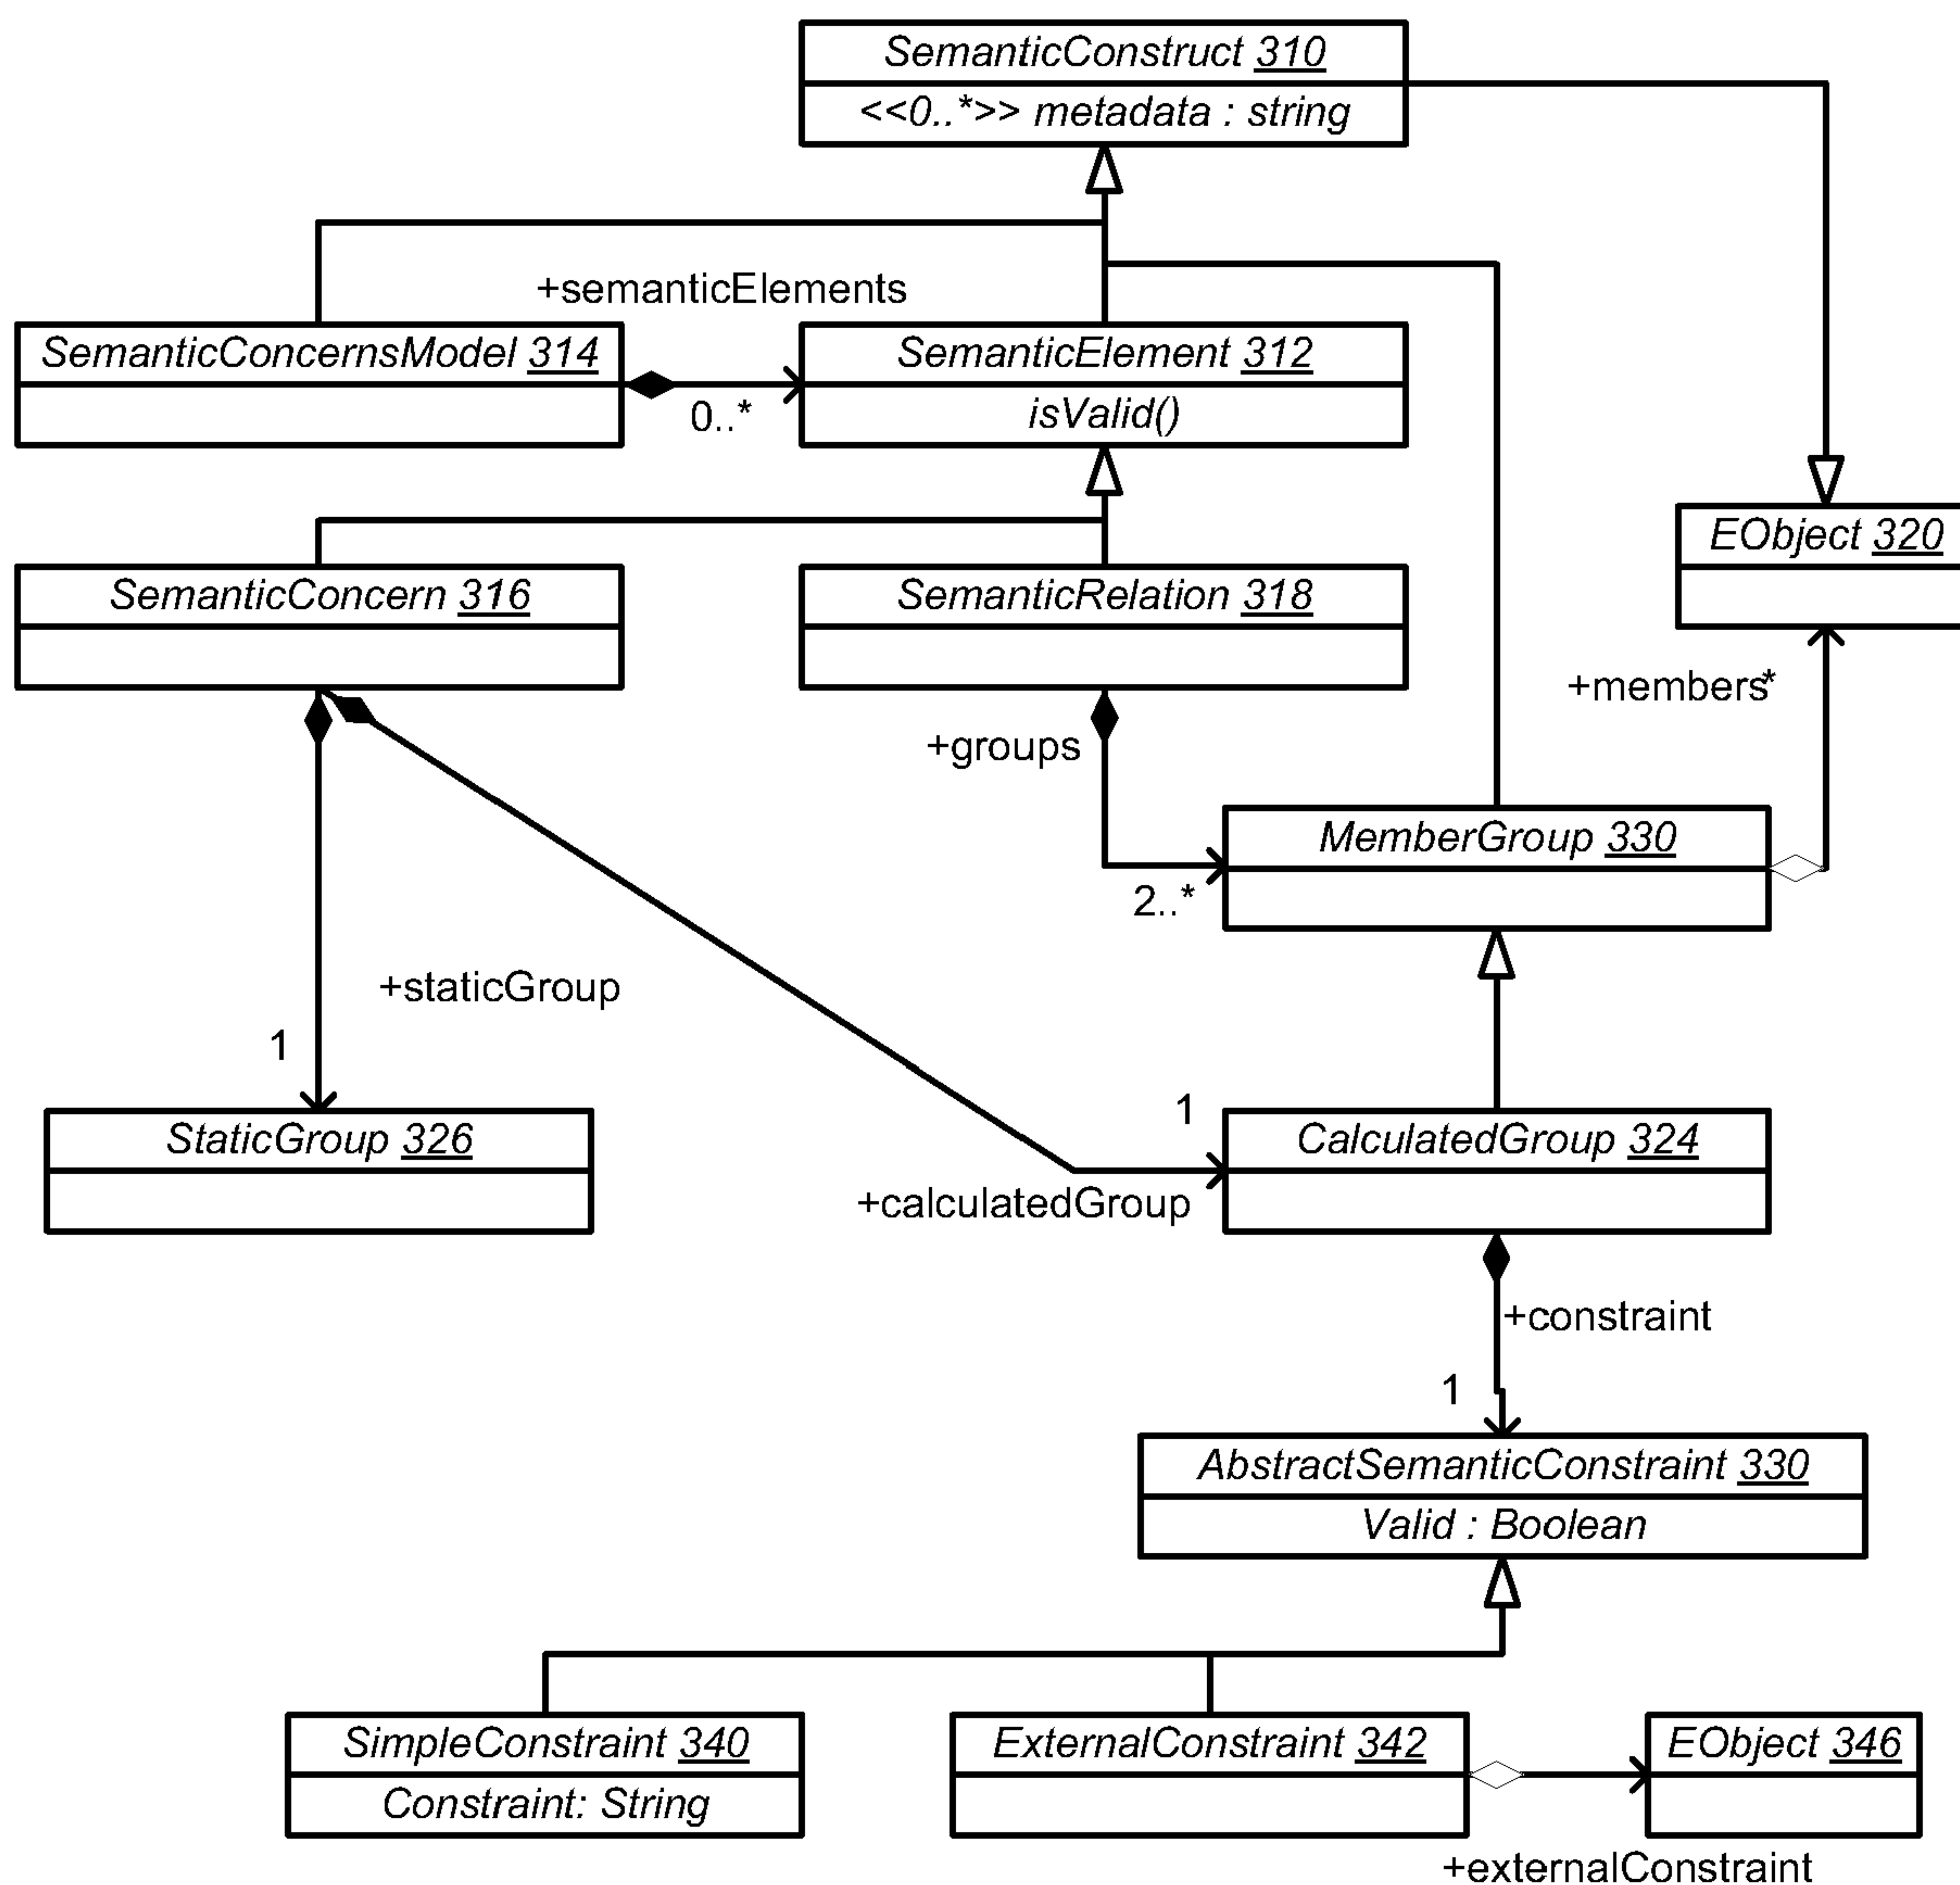 SemanticConstruct 310
<<0..*>> metadata : string
+semanticElements
SemanticConcernsModel 314
0..*
SemanticElement 312
isValid()
EObject 320
SemanticConcern 316
SemanticRelation 318
+members*
+groups
2..*
MemberGroup 330
+staticGroup
1
StaticGroup 326
1
+calculatedGroup
CalculatedGroup 324
+constraint
1
AbstractSemanticConstraint 330
Valid : Boolean
SimpleConstraint 340
Constraint: String
ExternalConstraint 342
EObject 346
+externalConstraint